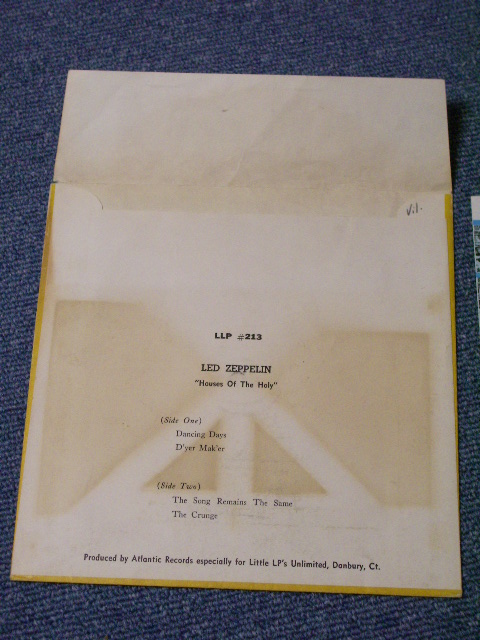 LLP #213
LED ZEPPELIN
"Houses Of The Holy"
(Side One)
Dancing Days
D'yer Mak'er
(Side Two)
The Song Remains The Same
The Crunge
Produced by Atlantic Records especially for Little LP's Unlimited, Danbury, Ct.